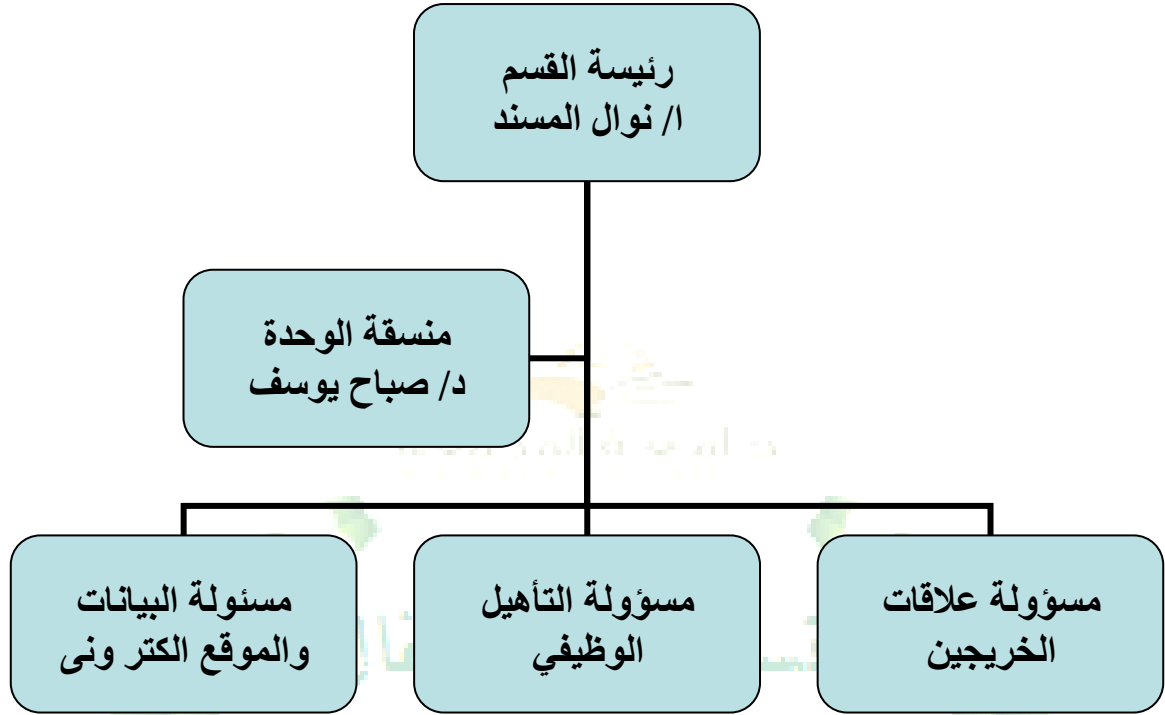 رئيسة القسم
ا/ نوال المسند
منسقة الوحدة
د/ صباح يوسف
مسؤولة علاقات
الخريجين
مسؤولة التأهيل
الوظيفي
مسئولة البيانات
والموقع الكتر ونى